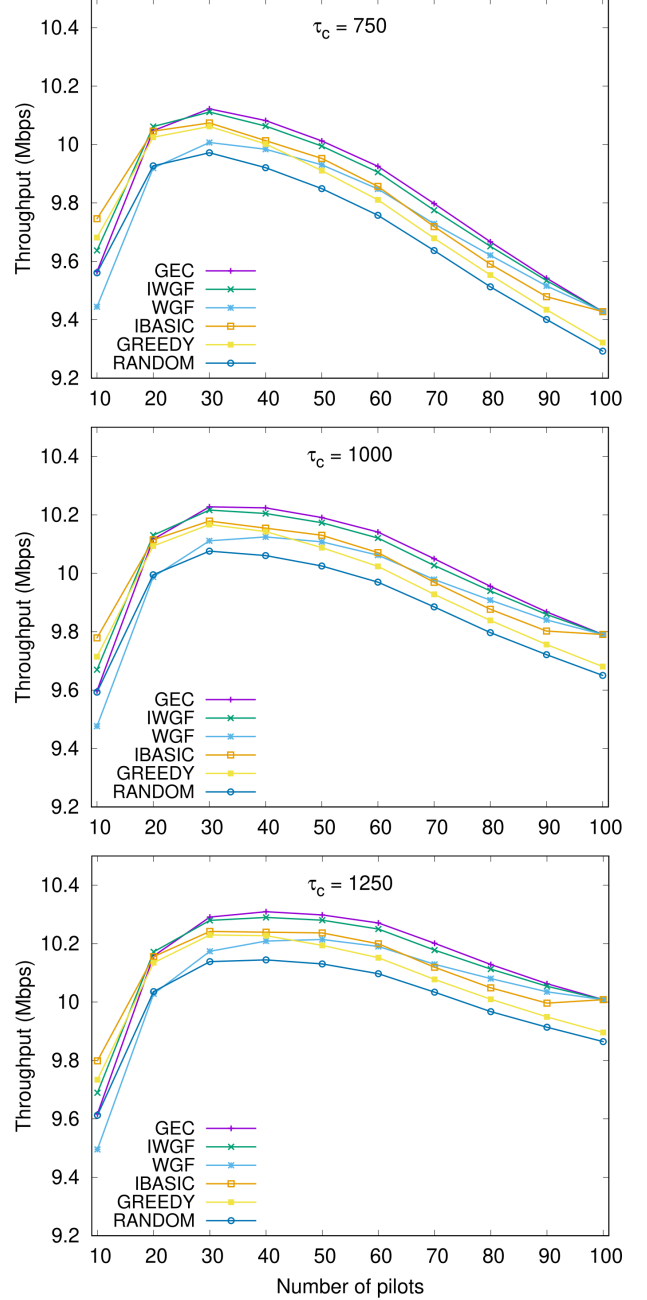 10.4
τc = 750
10.2
10
Throughput (Mbps)
9.8
9.6
GEC
IWGF
WGF
9.4
IBASIC
GREEDY
RANDOM
9.2
10 20 30 40 50 60 70 80 90 100
10.4
τc = 1000
10.2
10
Throughput (Mbps)
9.8
9.6
GEC
IWGF
WGF
9.4
IBASIC
GREEDY
RANDOM
9.2
10 20 30 40 50 60 70 80 90 100
10.4
τc = 1250
10.2
10
Throughput (Mbps)
9.8
9.6
GEC
IWGF
WGF
9.4
IBASIC
GREEDY
RANDOM
9.2
10 20 30 40 50 60 70 80 90 100
Number of pilots